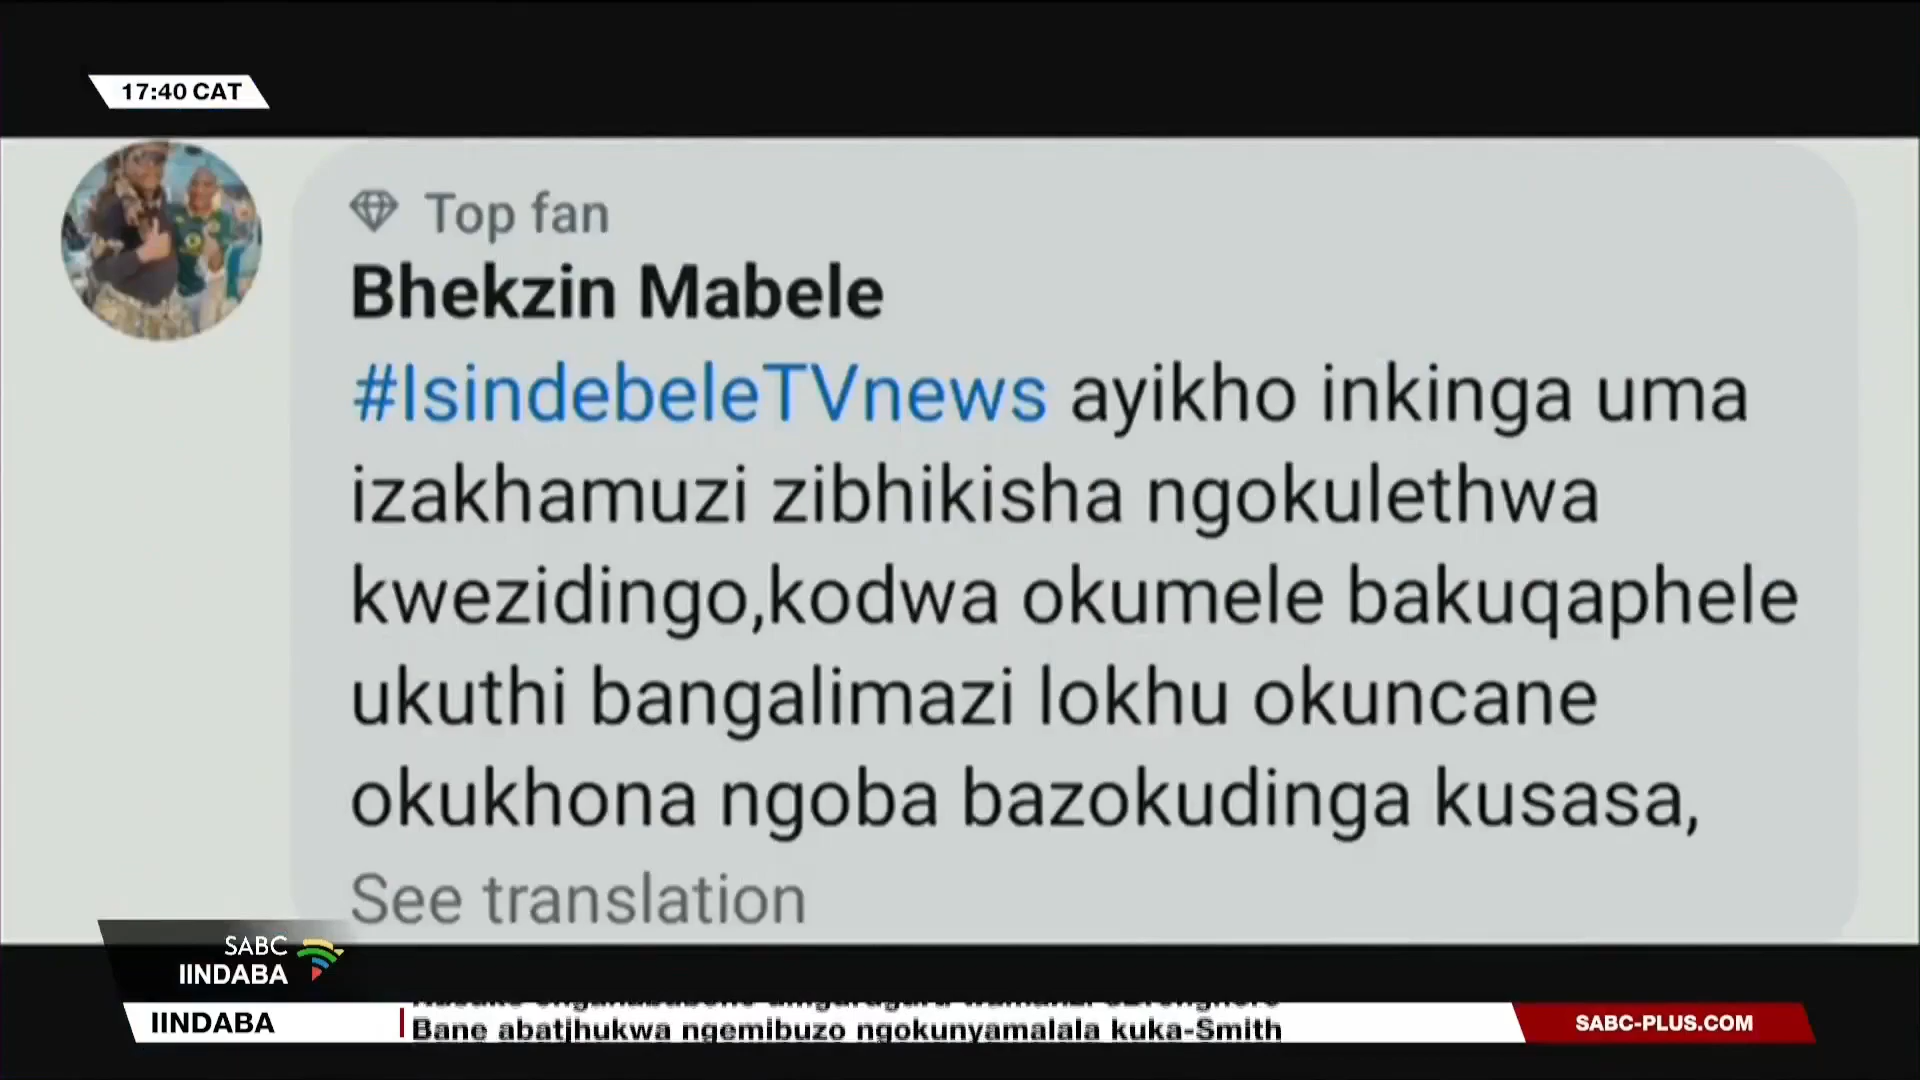 17:40 CAT
Top fan
Bhekzin Mabele
#IsindebeleTVnews ayikho inkinga uma
izakhamuzi zibhikisha ngokulethwa
kwezidingo,kodwa okumele bakuqaphele
ukuthi bangalimazi lokhu okuncane
okukhona ngoba bazokudinga kusasa,
See translation
SABC
IINDABA
IINDABA
Bane abatjhukwa ngemibuzo ngokunyamalala kuka-Smith
SABC-PLUS.COM